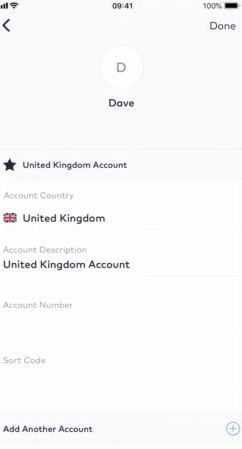 09:41
100%
Done
D
Dave
United Kingdom Account
Account Country
United Kingdom
Account Description
United Kingdom Account
Account Number
Sort Code
Add Another Account